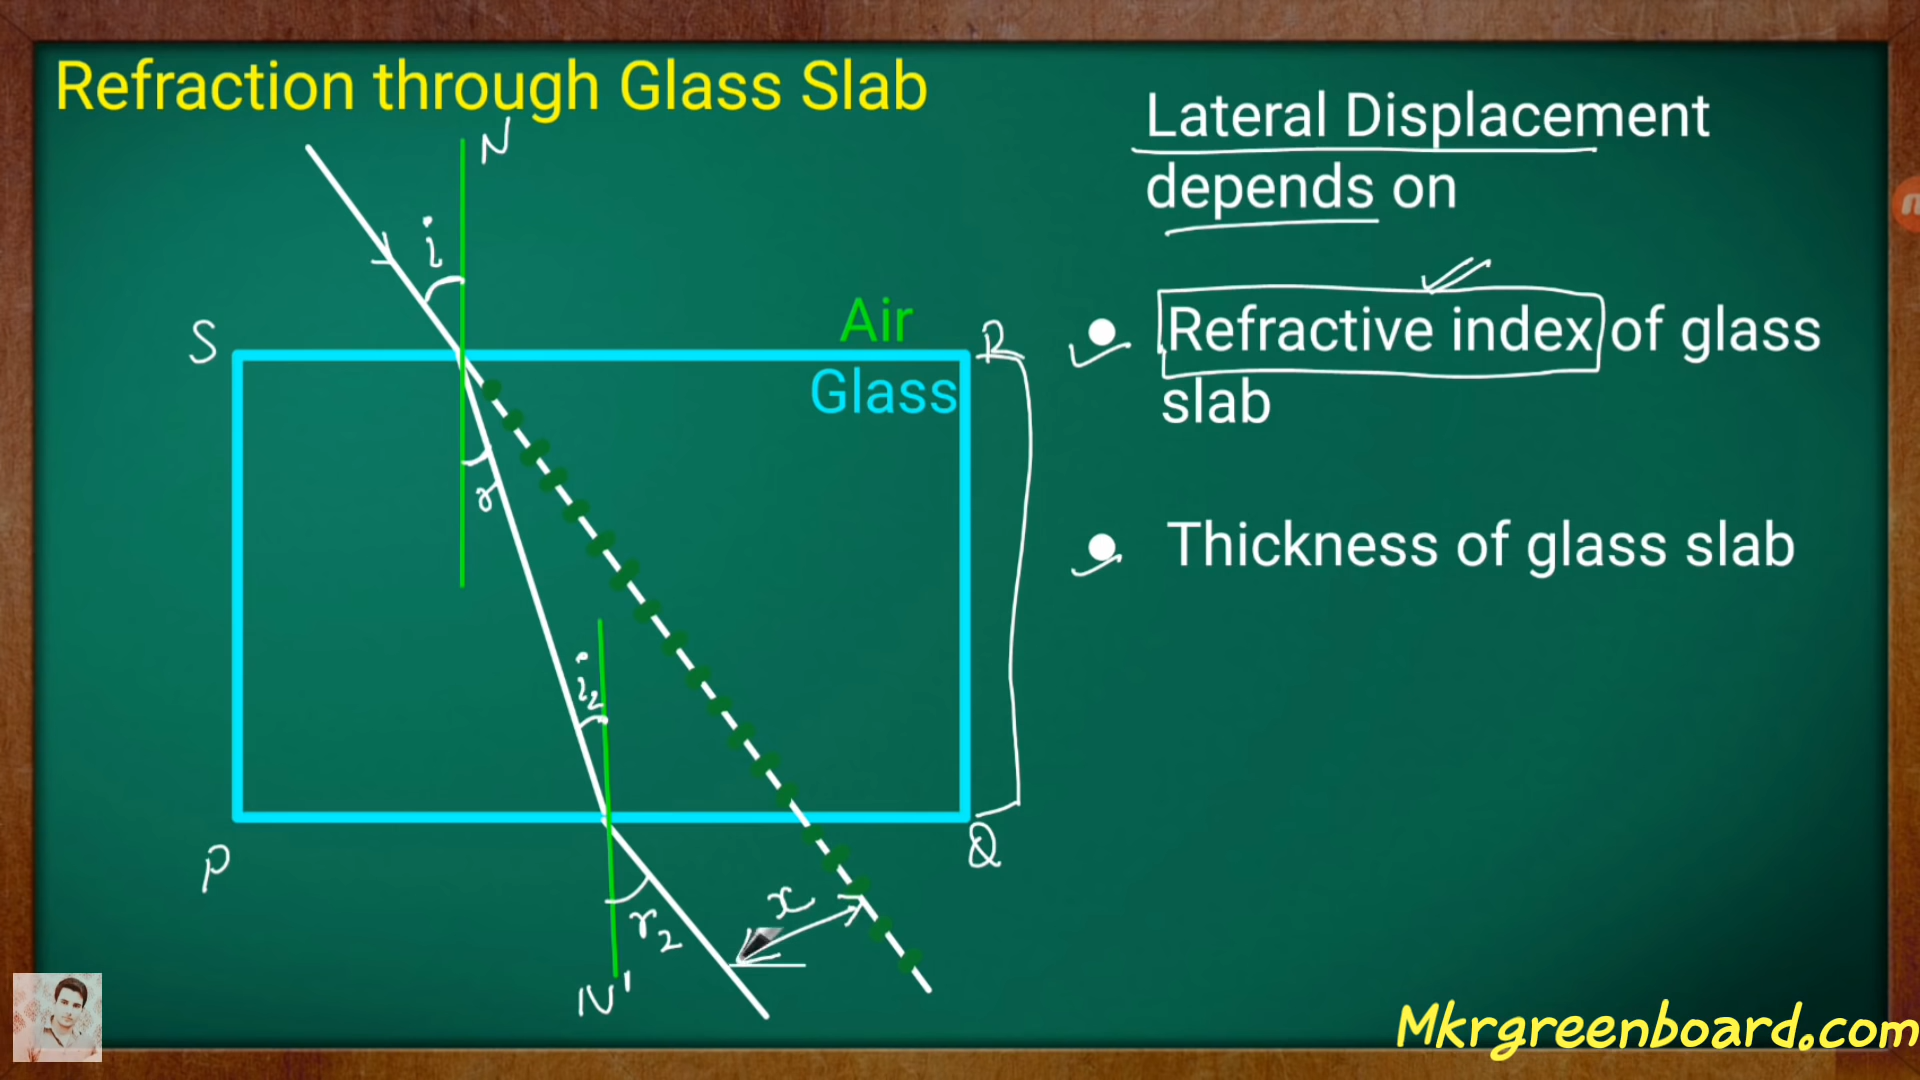 Refraction through Glass Slab
N
Lateral Displacement
depends on
i
Air
S
R
Refractive index of glass
slab
Glass
r
Thickness of glass slab
i2
P
Q
x
r2
N'
Mkrgreenboard.com